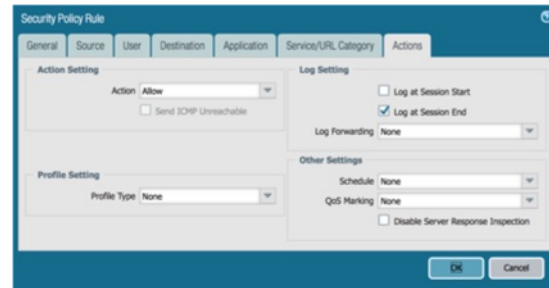 Security Policy Rule
General Source User Destination Application Service/URL Category Actions
Action Setting
Action Allow
Send ICMP Unreachable
Profile Setting
Profile Type None
Log Setting
Log at Session Start
Log at Session End
Log Forwarding None
Other Settings
Schedule None
QoS Marking None
Disable Server Response Inspection
OK Cancel